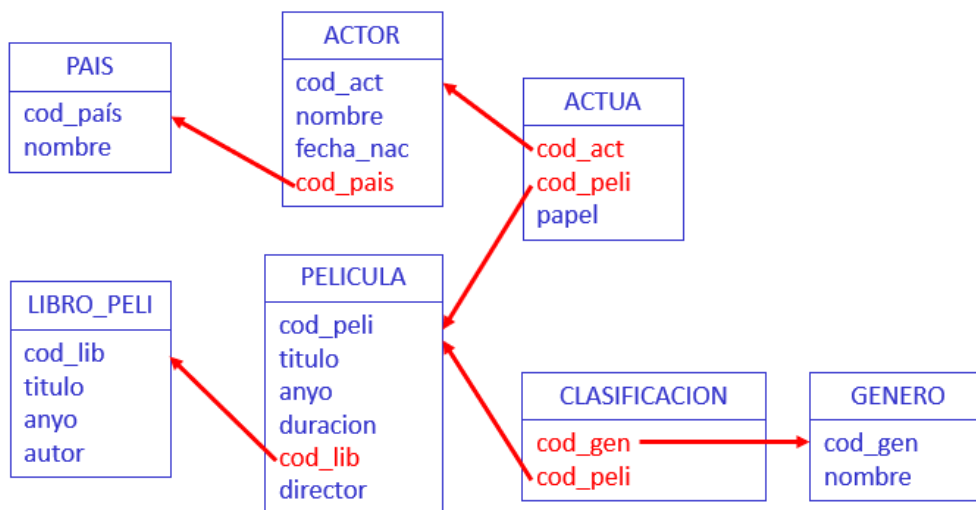 PAIS
cod_país
nombre
ACTOR
cod_act
nombre
fecha_nac
cod_pais
ACTUA
cod_act
cod_peli
papel
LIBRO_PELI
cod_lib
titulo
anyo
autor
PELICULA
cod_peli
titulo
anyo
duracion
cod_lib
director
CLASIFICACION
cod_gen
cod_peli
GENERO
cod_gen
nombre